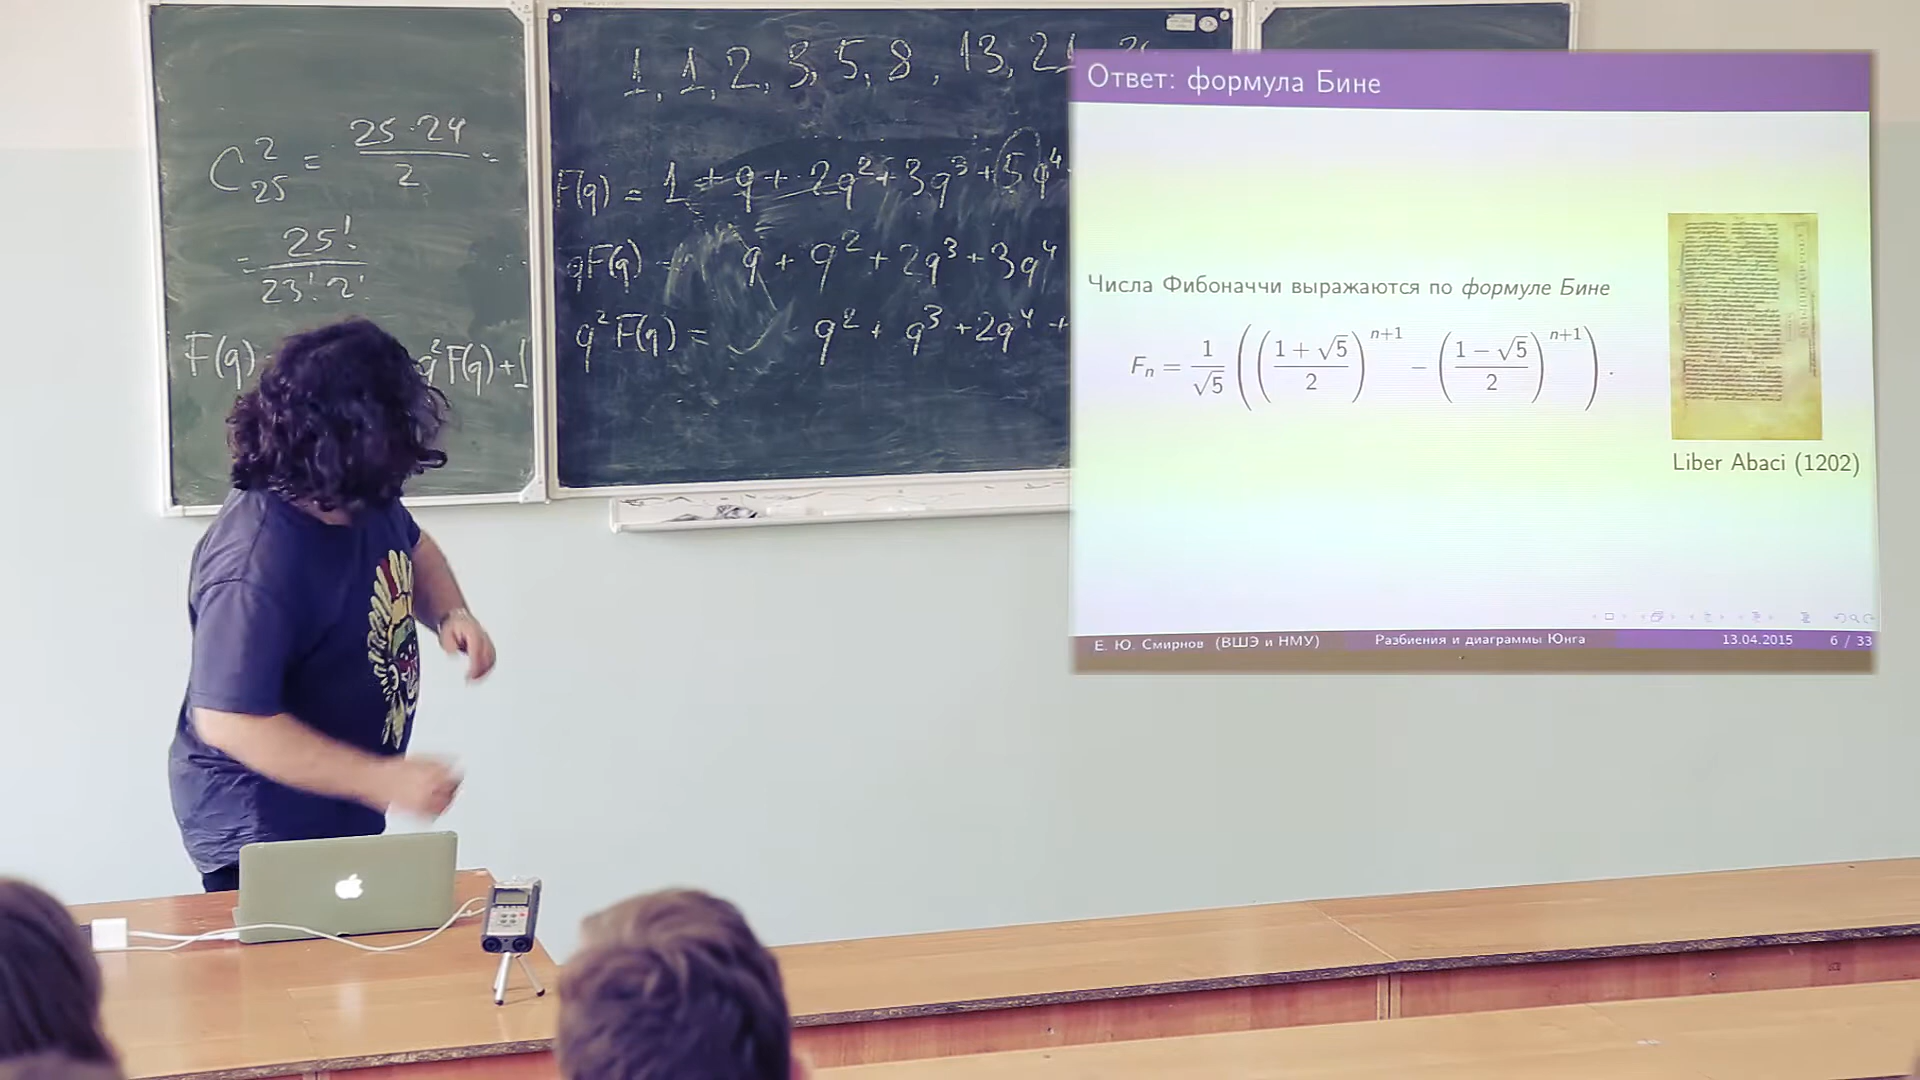 C²₂₅ = 25·24 / 2 =
= 25! / 23! 2!
F(q) q²F(q)+1
1, 1, 2, 3, 5, 8, 13, 21
F(q) = 1 + q + 2q² + 3q³ + 5q⁴
qF(q) = q + q² + 2q³ + 3q⁴
q²F(q) = q² + q³ + 2q⁴ +
Ответ: формула Бине
Числа Фибоначчи выражаются по формуле Бине
Fₙ = 1/√5 (((1 + √5)/2)ⁿ⁺¹ − ((1 − √5)/2)ⁿ⁺¹).
Liber Abaci (1202)
Е. Ю. Смирнов (ВШЭ и НМУ) Разбиения и диаграммы Юнга 13.04.2015 6 / 33